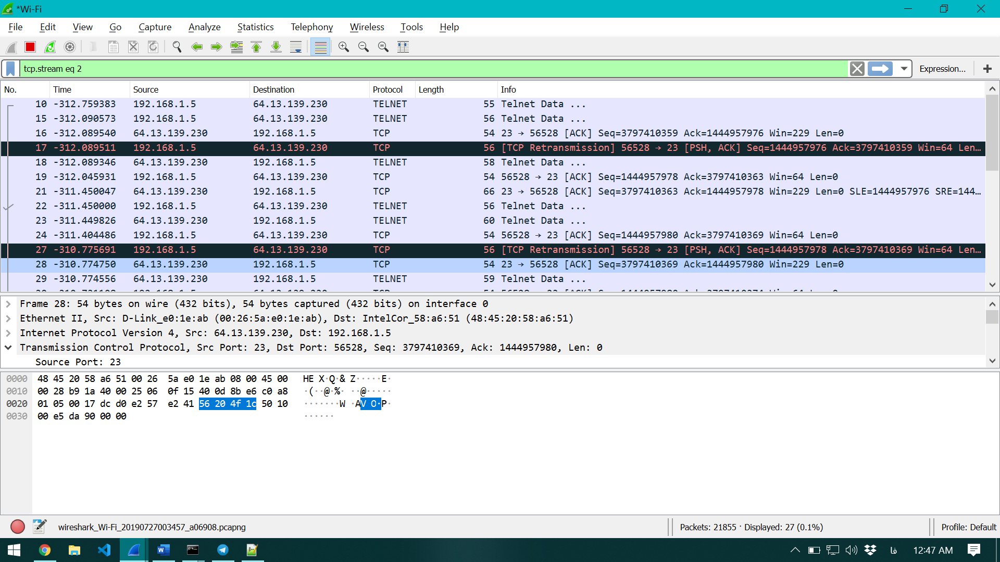 *Wi-Fi
File Edit View Go Capture Analyze Statistics Telephony Wireless Tools Help
tcp.stream eq 2 Expression... +
No. Time Source Destination Protocol Length Info
10 -312.759383 192.168.1.5 64.13.139.230 TELNET 55 Telnet Data ...
15 -312.090573 192.168.1.5 64.13.139.230 TELNET 56 Telnet Data ...
16 -312.089540 64.13.139.230 192.168.1.5 TCP 54 23 → 56528 [ACK] Seq=3797410359 Ack=1444957976 Win=229 Len=0
17 -312.089511 192.168.1.5 64.13.139.230 TCP 56 [TCP Retransmission] 56528 → 23 [PSH, ACK] Seq=1444957976 Ack=3797410359 Win=64 Len…
18 -312.089346 64.13.139.230 192.168.1.5 TELNET 58 Telnet Data ...
19 -312.045931 192.168.1.5 64.13.139.230 TCP 54 56528 → 23 [ACK] Seq=1444957978 Ack=3797410363 Win=64 Len=0
21 -311.450047 64.13.139.230 192.168.1.5 TCP 66 23 → 56528 [ACK] Seq=3797410363 Ack=1444957978 Win=229 Len=0 SLE=1444957976 SRE=144…
22 -311.450000 192.168.1.5 64.13.139.230 TELNET 56 Telnet Data ...
23 -311.449826 64.13.139.230 192.168.1.5 TELNET 60 Telnet Data ...
24 -311.404486 192.168.1.5 64.13.139.230 TCP 54 56528 → 23 [ACK] Seq=1444957980 Ack=3797410369 Win=64 Len=0
27 -310.775691 192.168.1.5 64.13.139.230 TCP 56 [TCP Retransmission] 56528 → 23 [PSH, ACK] Seq=1444957978 Ack=3797410369 Win=64 Len…
28 -310.774750 64.13.139.230 192.168.1.5 TCP 54 23 → 56528 [ACK] Seq=3797410369 Ack=1444957980 Win=229 Len=0
29 -310.774556 64.13.139.230 192.168.1.5 TELNET 59 Telnet Data ...
Frame 28: 54 bytes on wire (432 bits), 54 bytes captured (432 bits) on interface 0
Ethernet II, Src: D-Link_e0:1e:ab (00:26:5a:e0:1e:ab), Dst: IntelCor_58:a6:51 (48:45:20:58:a6:51)
Internet Protocol Version 4, Src: 64.13.139.230, Dst: 192.168.1.5
Transmission Control Protocol, Src Port: 23, Dst Port: 56528, Seq: 3797410369, Ack: 1444957980, Len: 0
Source Port: 23
0000 48 45 20 58 a6 51 00 26 5a e0 1e ab 08 00 45 00 HE X·Q·& Z·····E·
0010 00 28 b9 1a 40 00 25 06 0f 15 40 0d 8b e6 c0 a8 ·(··@·%· ··@·····
0020 01 05 00 17 dc d0 e2 57 e2 41 56 20 4f 1c 50 10 ·······W ·AV O·P·
0030 00 e5 da 90 00 00 ······
wireshark_Wi-Fi_20190727003457_a06908.pcapng Packets: 21855 · Displayed: 27 (0.1%) Profile: Default
فا 12:47 AM